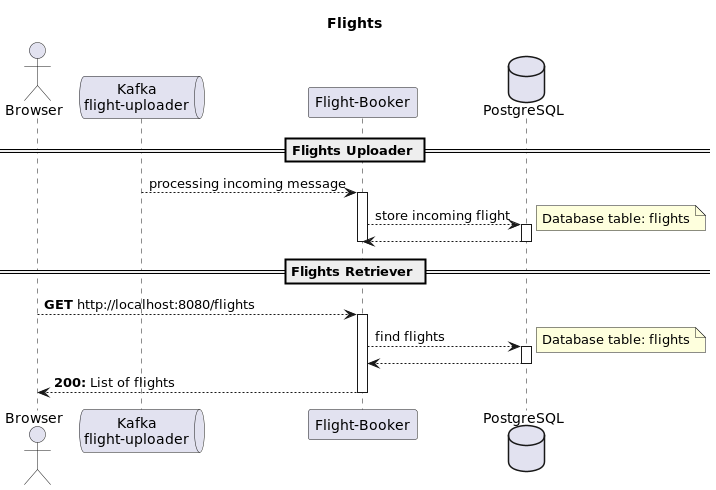 Flights
Browser
Kafka
flight-uploader
Flight-Booker
PostgreSQL
Flights Uploader
processing incoming message
store incoming flight
Database table: flights
Flights Retriever
GET http://localhost:8080/flights
find flights
Database table: flights
200: List of flights
Browser
Kafka
flight-uploader
Flight-Booker
PostgreSQL